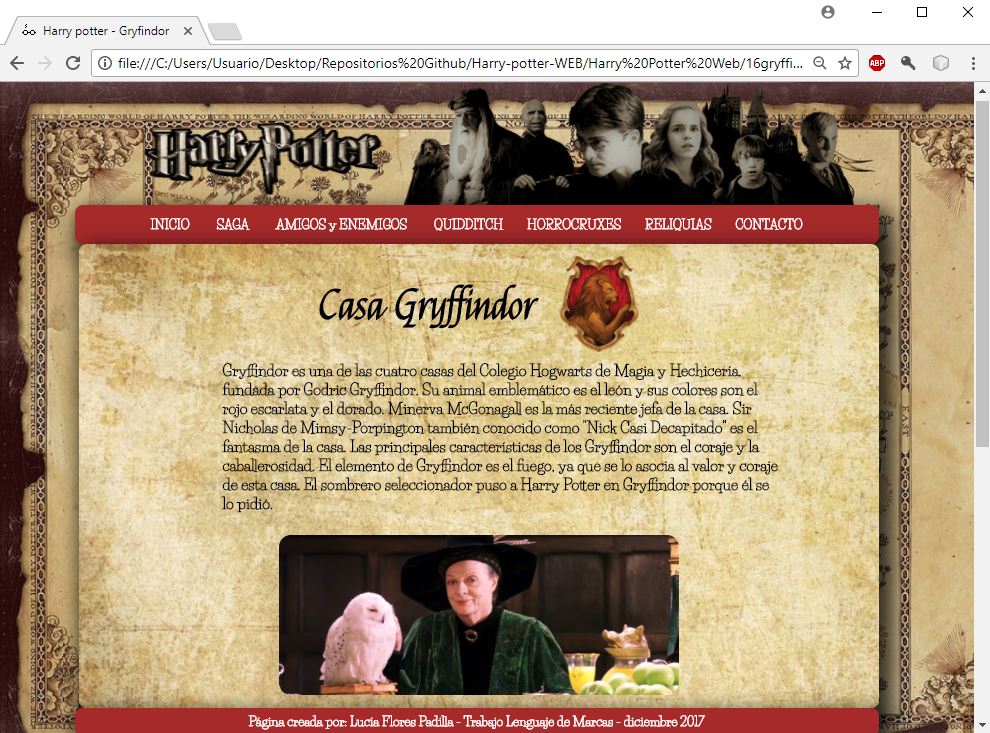 Harry potter - Gryfindor
file:///C:/Users/Usuario/Desktop/Repositorios%20Github/Harry-potter-WEB/Harry%20Potter%20Web/16gryffi...
ABP
Harry Potter
INICIO SAGA AMIGOS y ENEMIGOS QUIDDITCH HORROCRUXES RELIQUIAS CONTACTO
Casa Gryffindor
Gryffindor es una de las cuatro casas del Colegio Hogwarts de Magia y Hechicería,
fundada por Godric Gryffindor. Su animal emblemático es el león y sus colores son el
rojo escarlata y el dorado. Minerva McGonagall es la más reciente jefa de la casa. Sir
Nicholas de Mimsy-Porpington también conocido como "Nick Casi Decapitado" es el
fantasma de la casa. Las principales características de los Gryffindor son el coraje y la
caballerosidad. El elemento de Gryffindor es el fuego, ya que se lo asocia al valor y coraje
de esta casa. El sombrero seleccionador puso a Harry Potter en Gryffindor porque él se
lo pidió.
Página creada por: Lucía Flores Padilla - Trabajo Lenguaje de Marcas - diciembre 2017